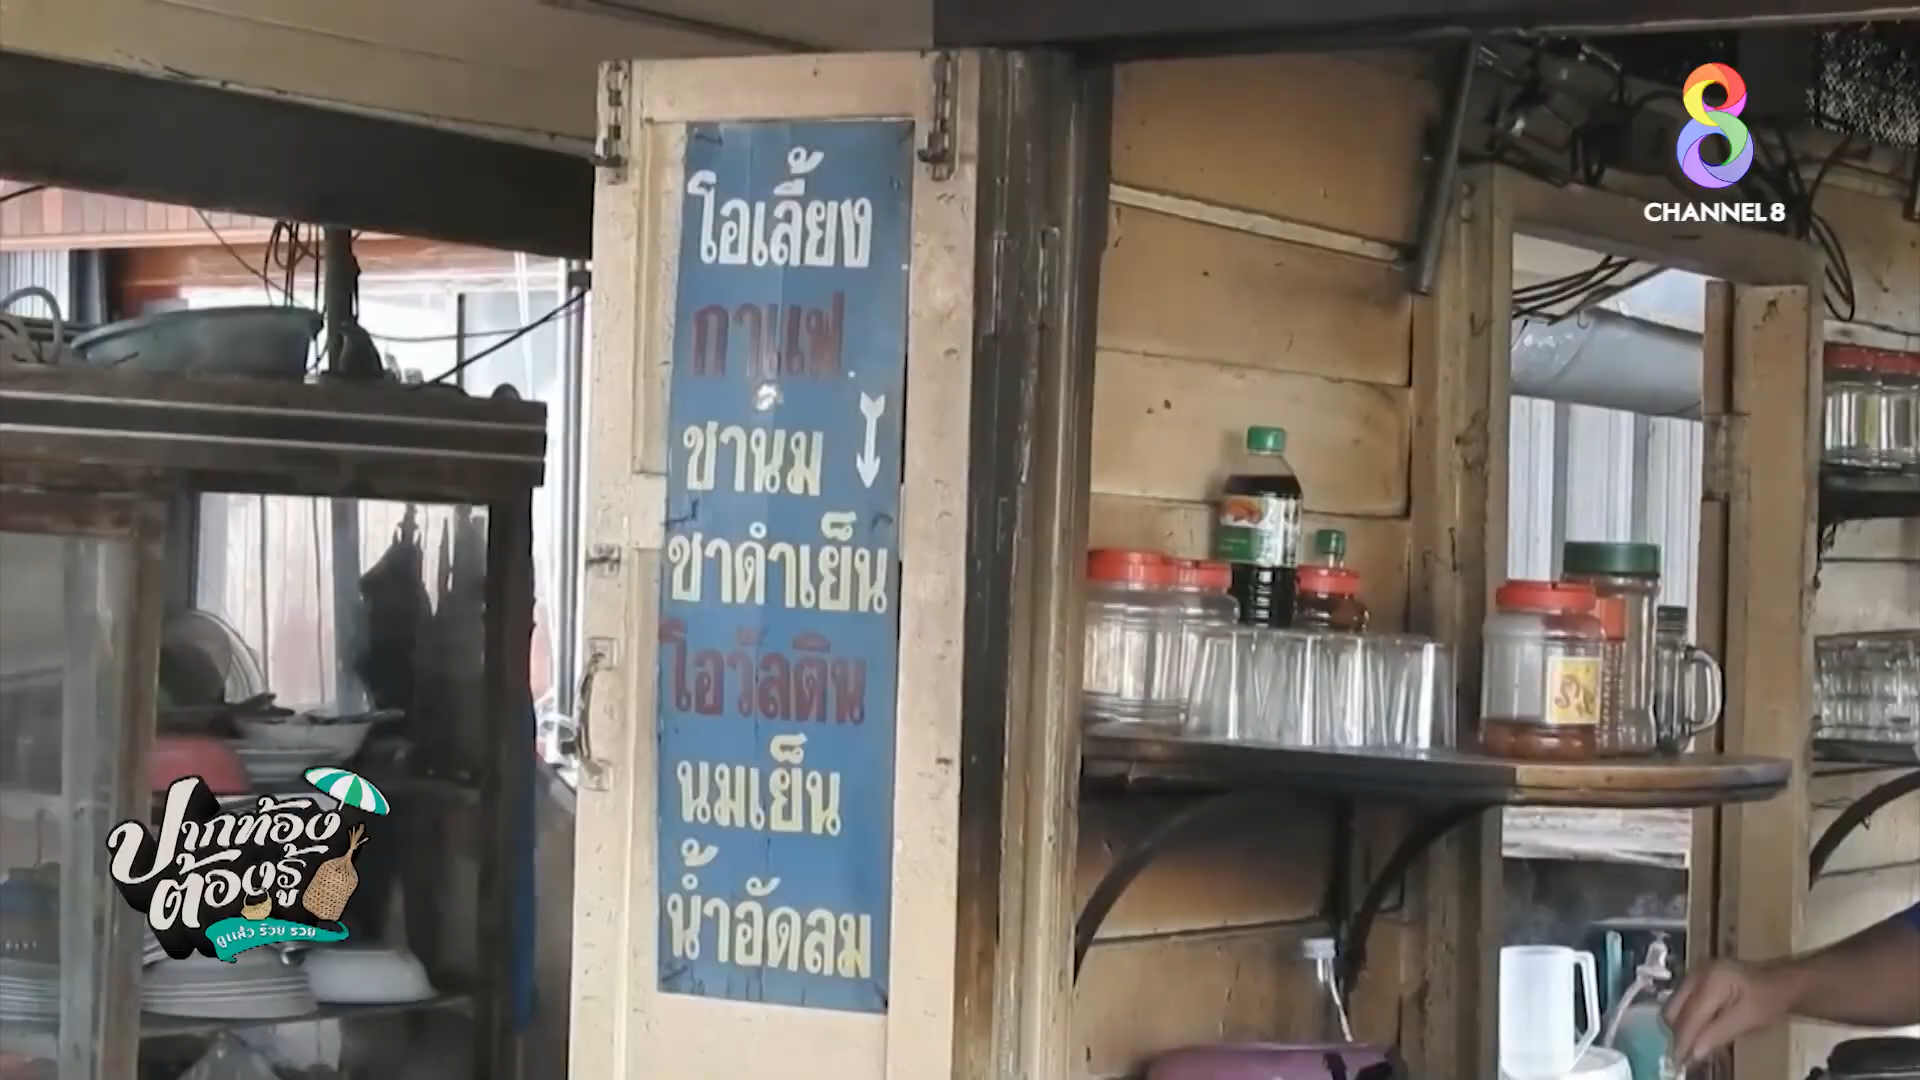 โอเลี้ยง
กาแฟ
ชานม
ชาดำเย็น
โอวัลติน
นมเย็น
น้ำอัดลม
8
CHANNEL 8
ปากท้อง
ต้องรู้
ดูแล้ว รวย รวย